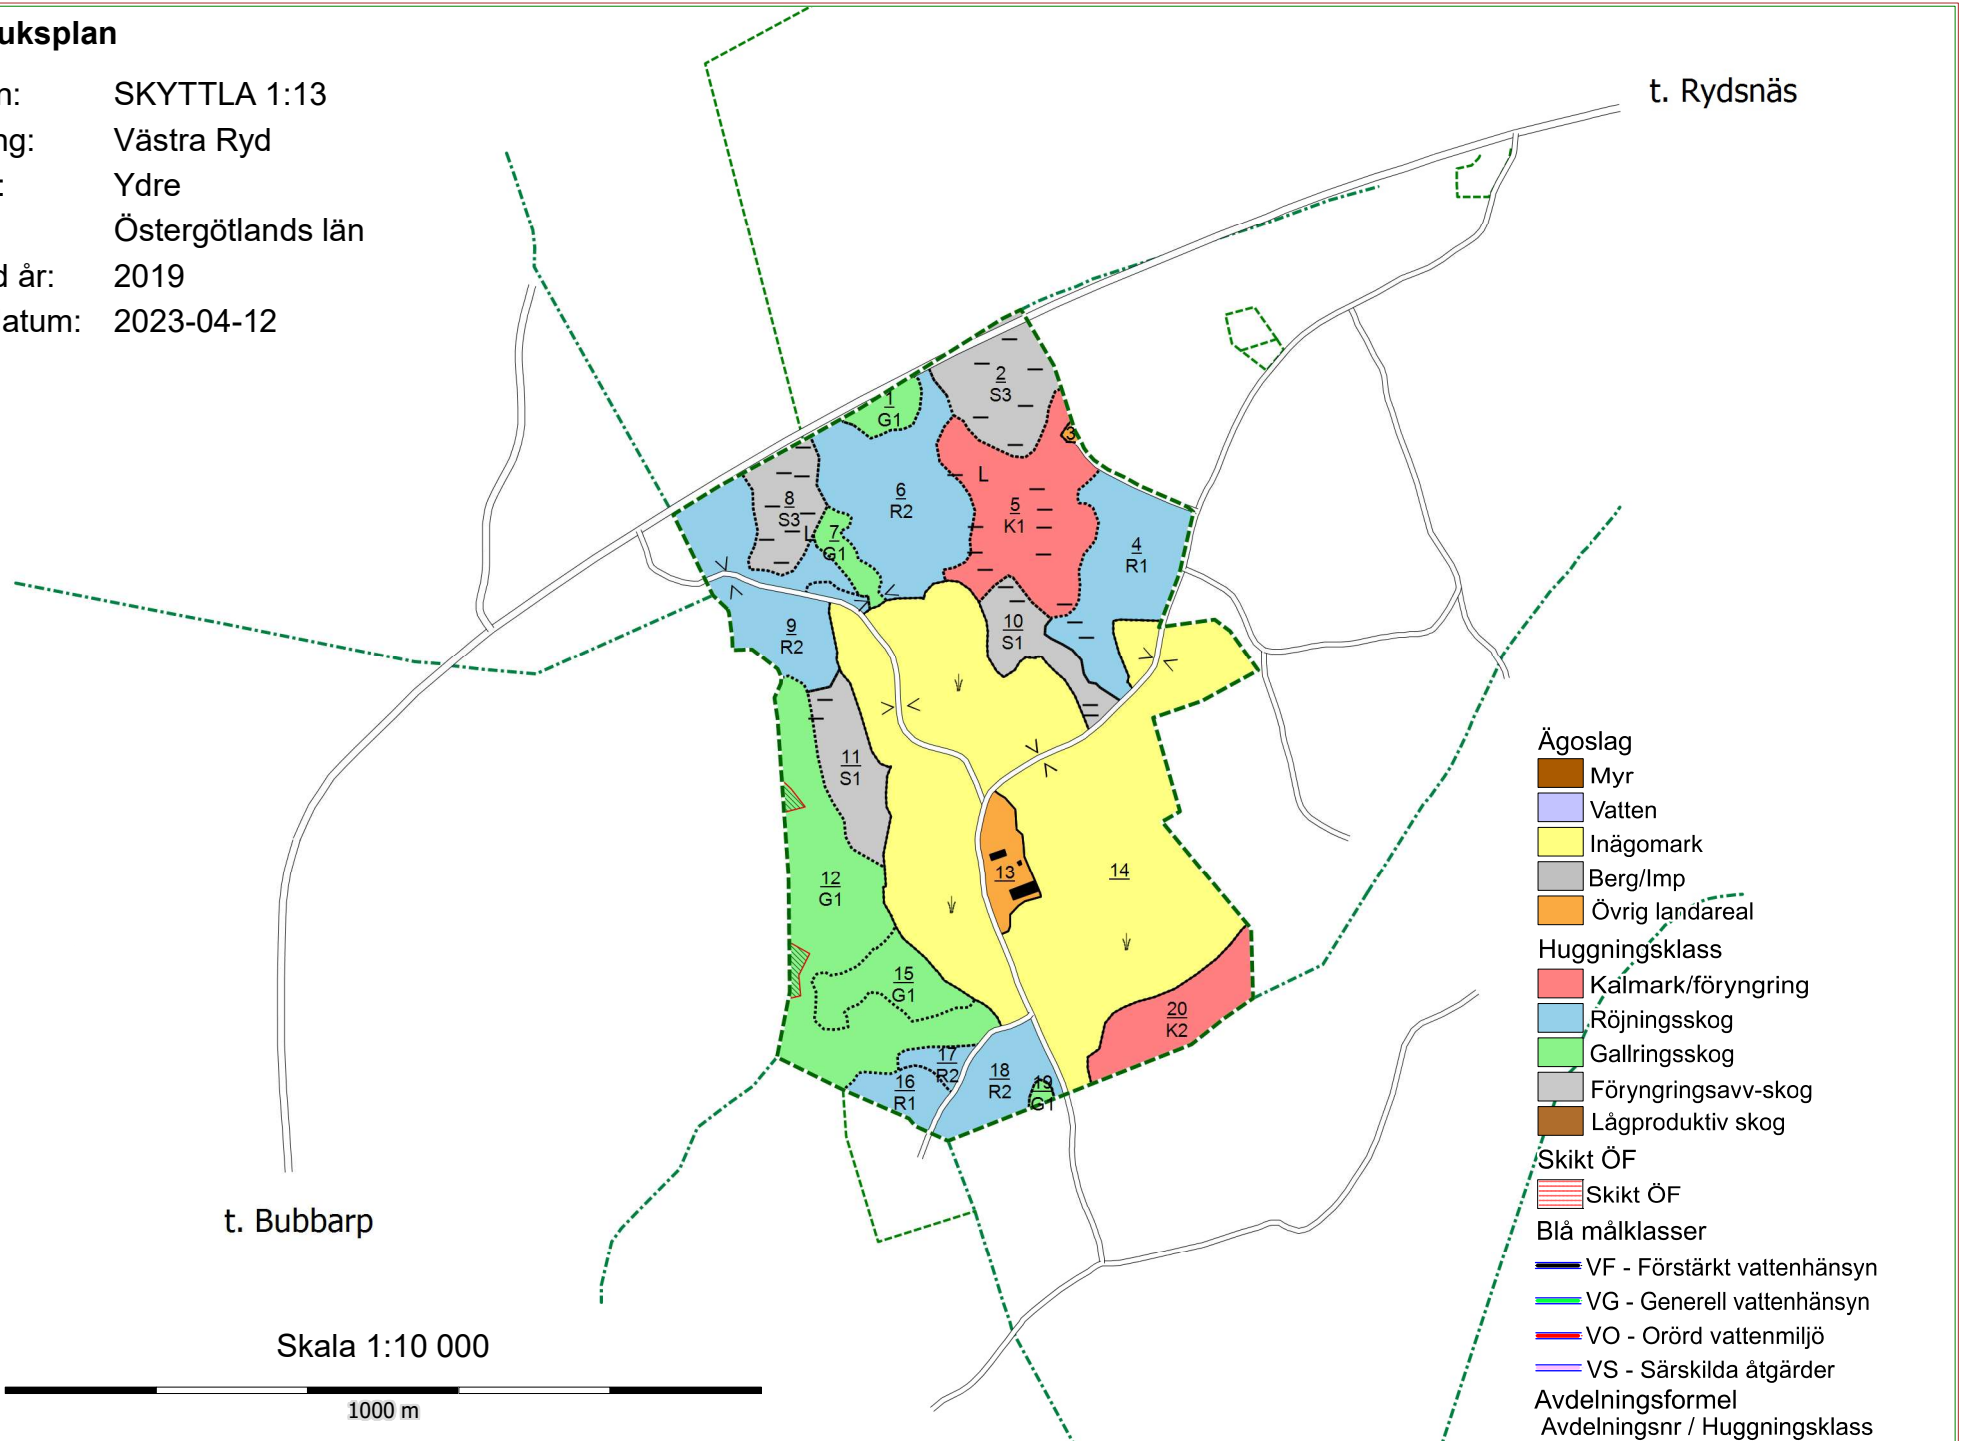 uksplan
n: SKYTTLA 1:13
ng: Västra Ryd
: Ydre
Östergötlands län
d år: 2019
atum: 2023-04-12
t. Rydsnäs
1
G1
2
S3
3
4
R1
5
K1
L
6
R2
7
G1
8
S3
L
9
R2
10
S1
11
S1
12
G1
13
14
15
G1
16
R1
17
R2
18
R2
19
G1
20
K2
t. Bubbarp
Skala 1:10 000
1000 m
Ägoslag
Myr
Vatten
Inägomark
Berg/Imp
Övrig landareal
Huggningsklass
Kalmark/föryngring
Röjningsskog
Gallringsskog
Föryngringsavv-skog
Lågproduktiv skog
Skikt ÖF
Skikt ÖF
Blå målklasser
VF - Förstärkt vattenhänsyn
VG - Generell vattenhänsyn
VO - Orörd vattenmiljö
VS - Särskilda åtgärder
Avdelningsformel
Avdelningsnr / Huggningsklass